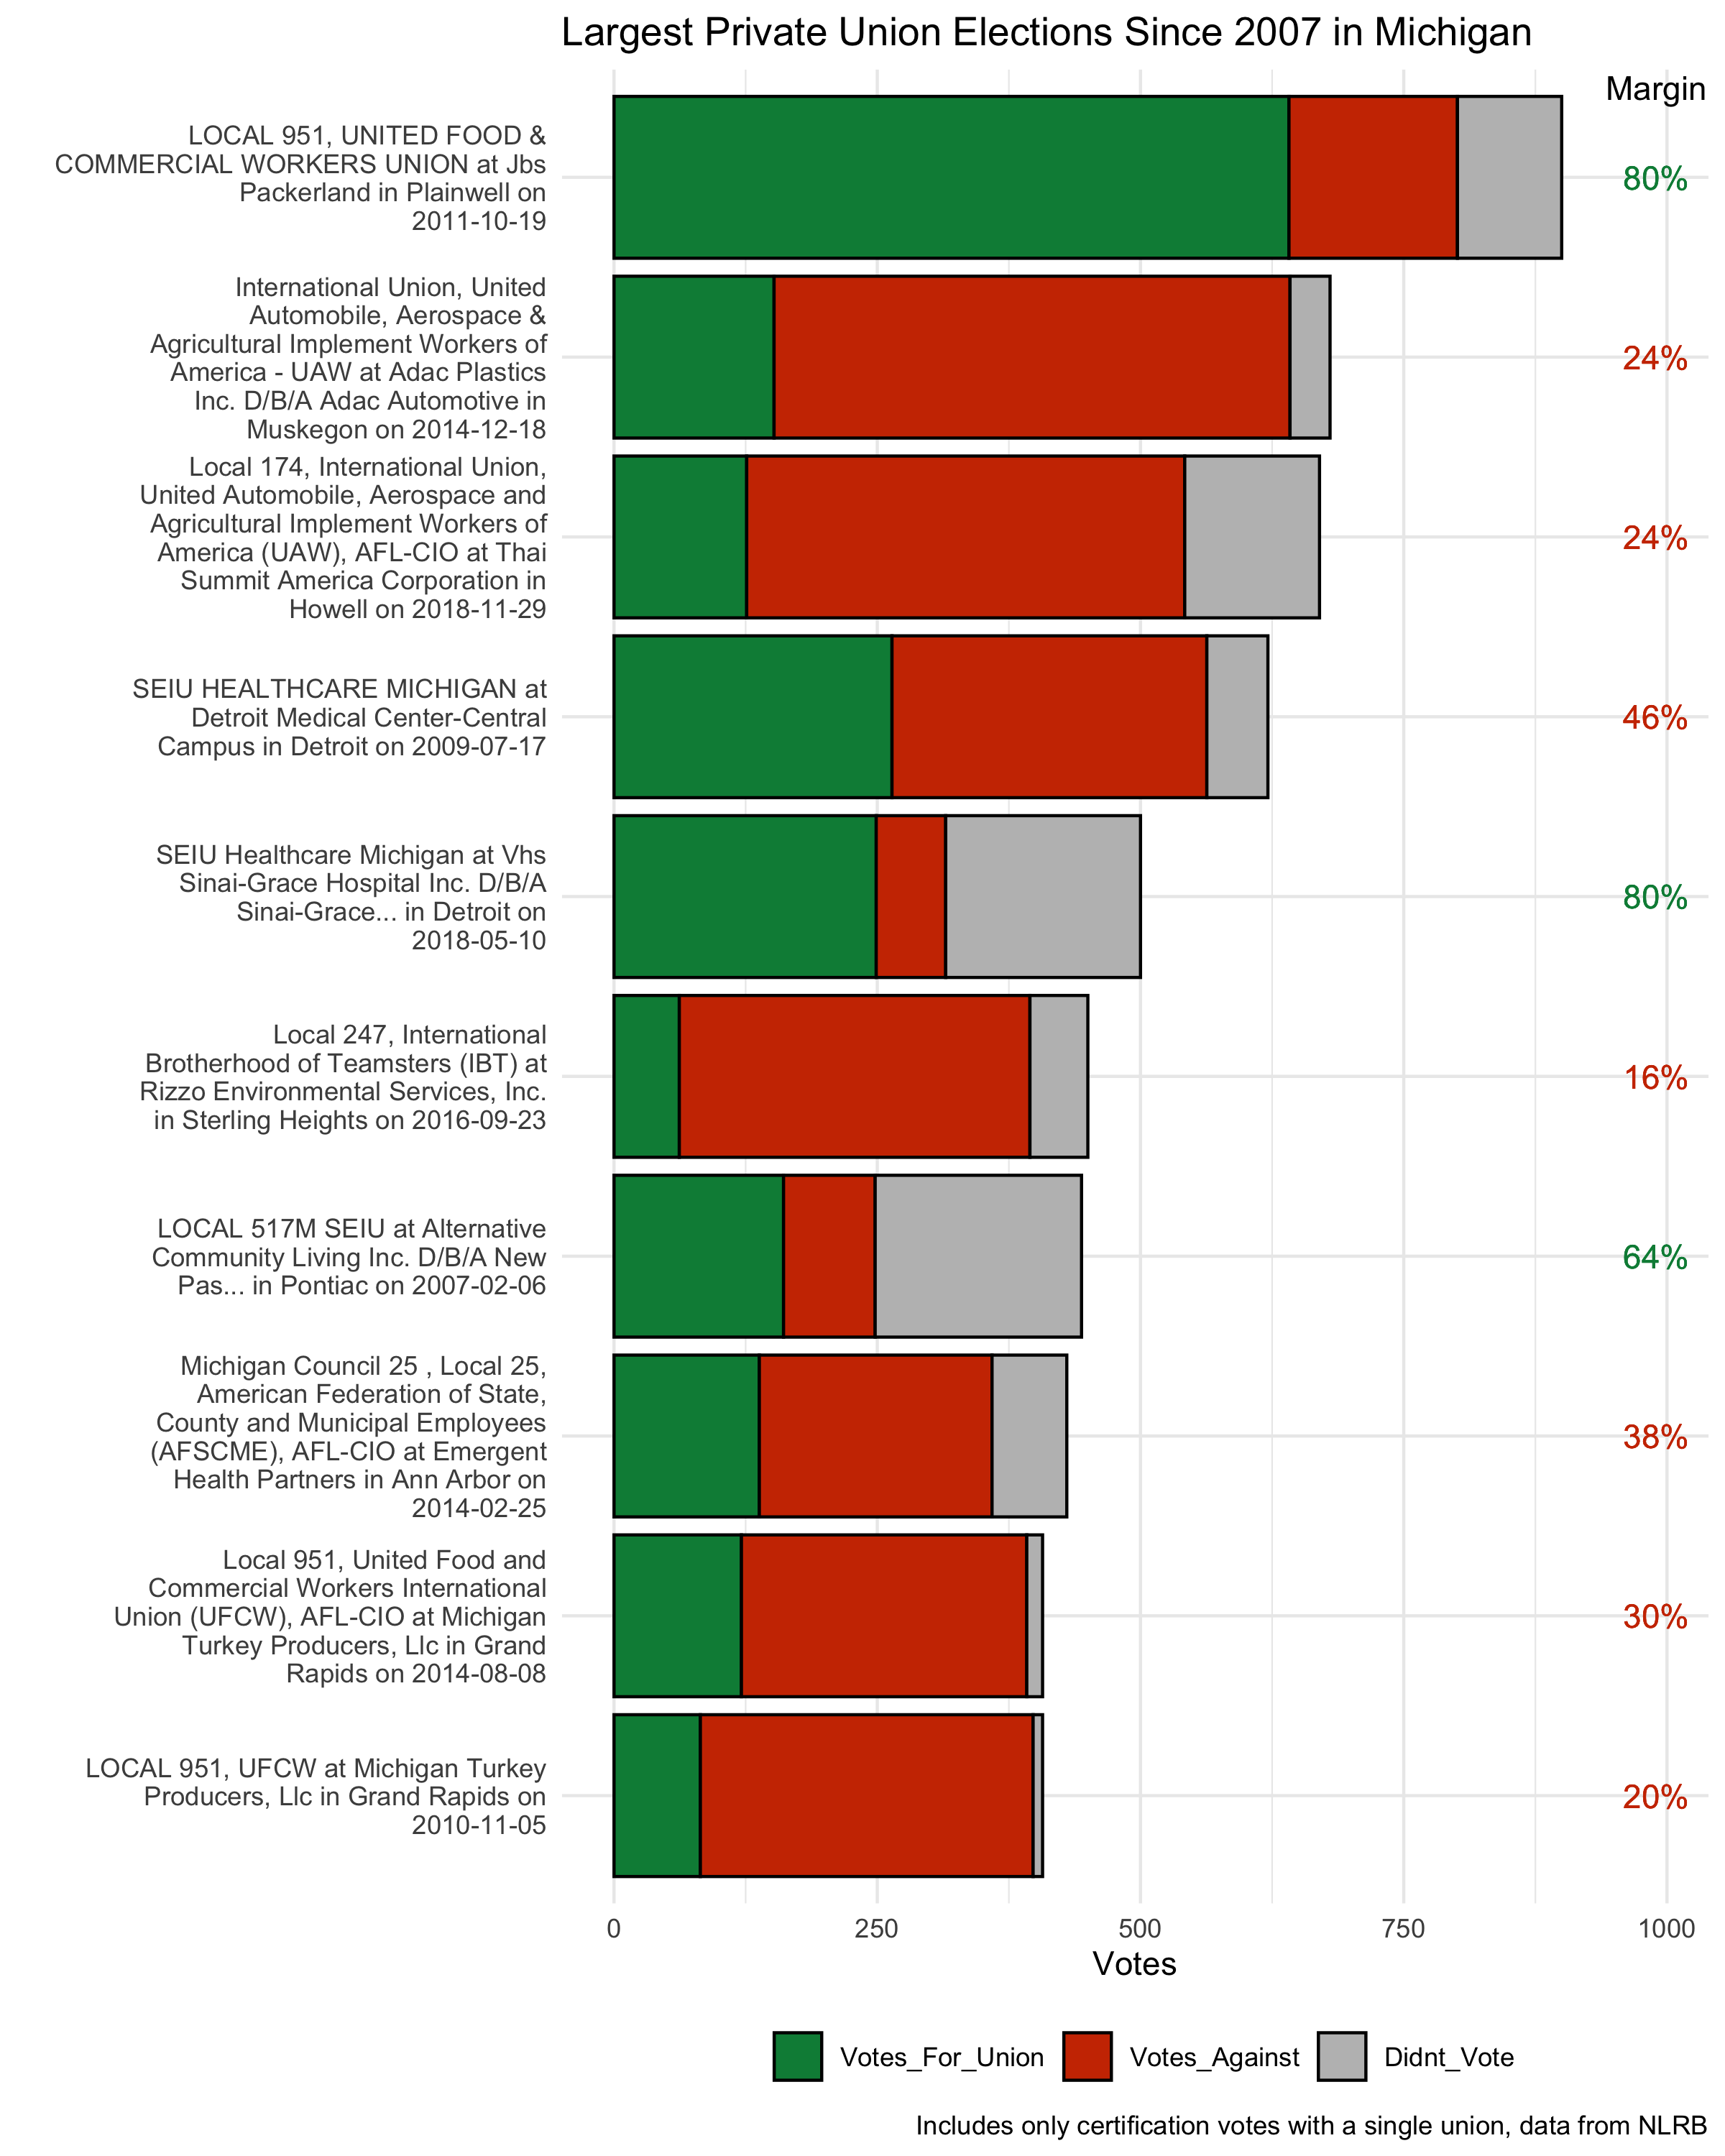 Largest Private Union Elections Since 2007 in Michigan
Margin
LOCAL 951, UNITED FOOD &
COMMERCIAL WORKERS UNION at Jbs
Packerland in Plainwell on
2011-10-19
80%
International Union, United
Automobile, Aerospace &
Agricultural Implement Workers of
America - UAW at Adac Plastics
Inc. D/B/A Adac Automotive in
Muskegon on 2014-12-18
24%
Local 174, International Union,
United Automobile, Aerospace and
Agricultural Implement Workers of
America (UAW), AFL-CIO at Thai
Summit America Corporation in
Howell on 2018-11-29
24%
SEIU HEALTHCARE MICHIGAN at
Detroit Medical Center-Central
Campus in Detroit on 2009-07-17
46%
SEIU Healthcare Michigan at Vhs
Sinai-Grace Hospital Inc. D/B/A
Sinai-Grace... in Detroit on
2018-05-10
80%
Local 247, International
Brotherhood of Teamsters (IBT) at
Rizzo Environmental Services, Inc.
in Sterling Heights on 2016-09-23
16%
LOCAL 517M SEIU at Alternative
Community Living Inc. D/B/A New
Pas... in Pontiac on 2007-02-06
64%
Michigan Council 25 , Local 25,
American Federation of State,
County and Municipal Employees
(AFSCME), AFL-CIO at Emergent
Health Partners in Ann Arbor on
2014-02-25
38%
Local 951, United Food and
Commercial Workers International
Union (UFCW), AFL-CIO at Michigan
Turkey Producers, Llc in Grand
Rapids on 2014-08-08
30%
LOCAL 951, UFCW at Michigan Turkey
Producers, Llc in Grand Rapids on
2010-11-05
20%
0 250 500 750 1000
Votes
Votes_For_Union Votes_Against Didnt_Vote
Includes only certification votes with a single union, data from NLRB